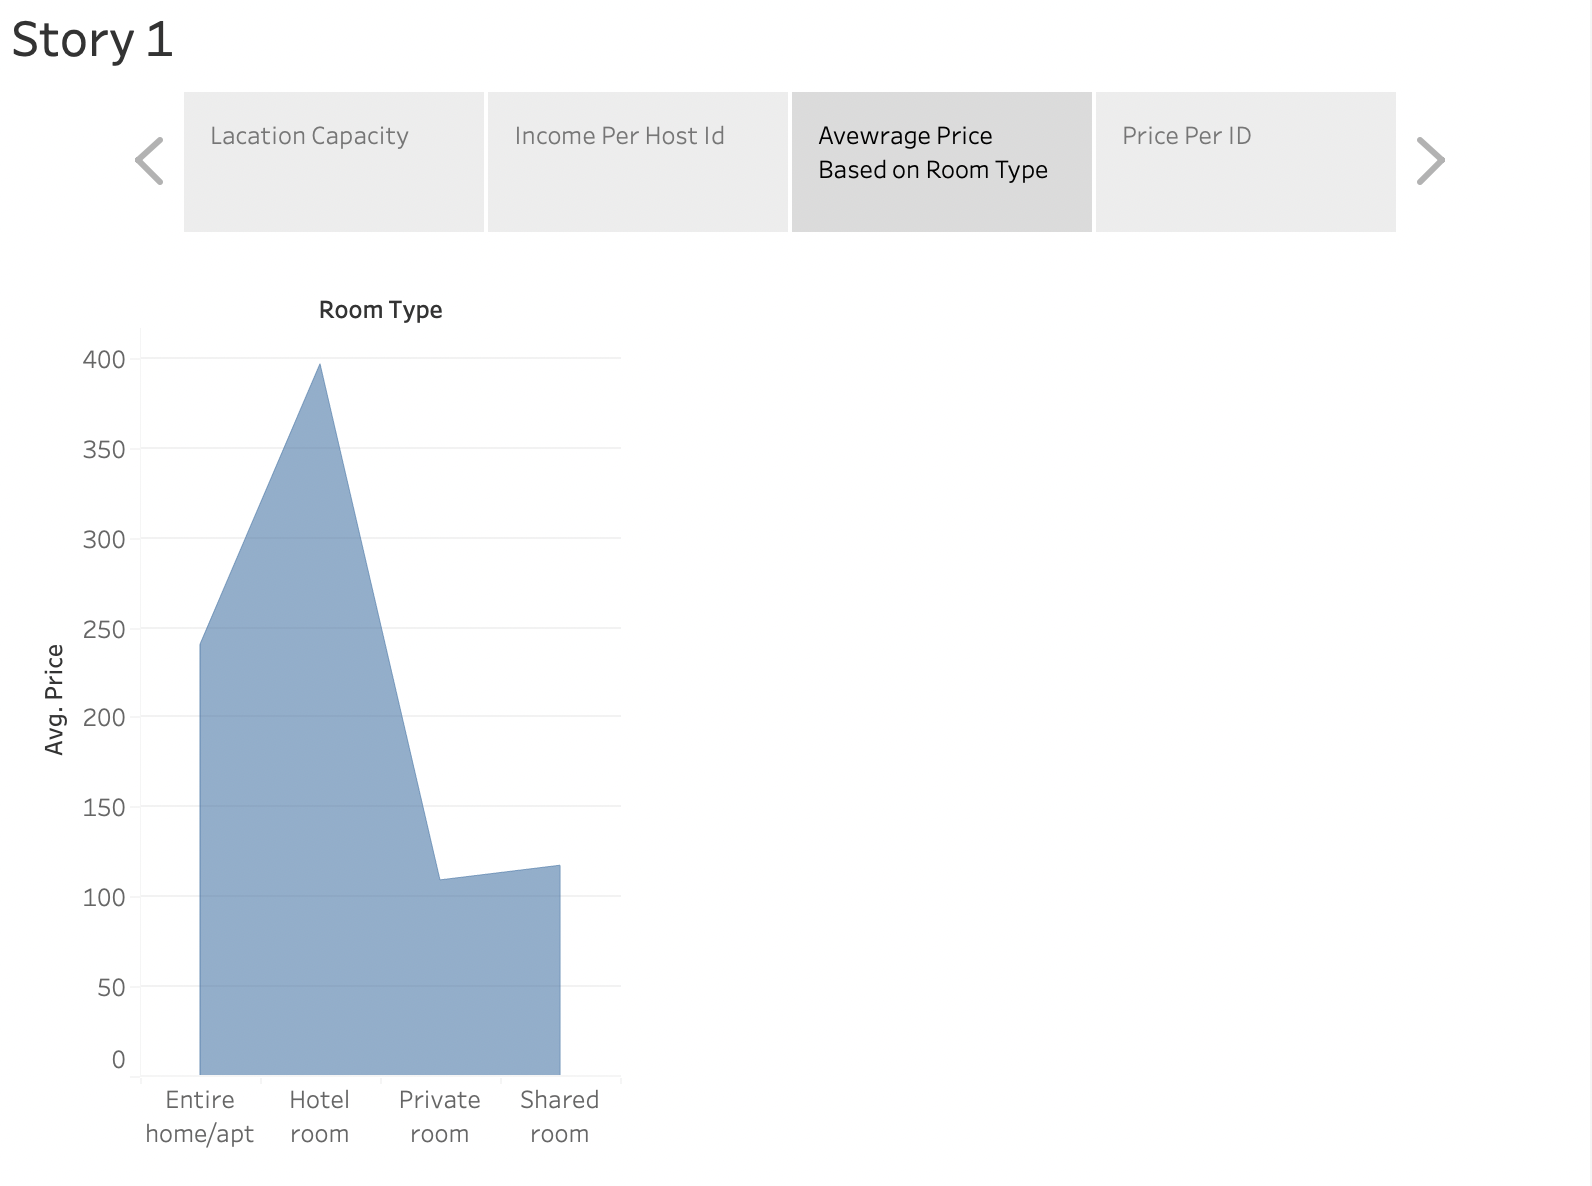 Story 1
Lacation Capacity
Income Per Host Id
Avewrage Price
Based on Room Type
Price Per ID
Room Type
400
350
300
250
200
150
100
50
0
Avg. Price
Entire
home/apt
Hotel
room
Private
room
Shared
room